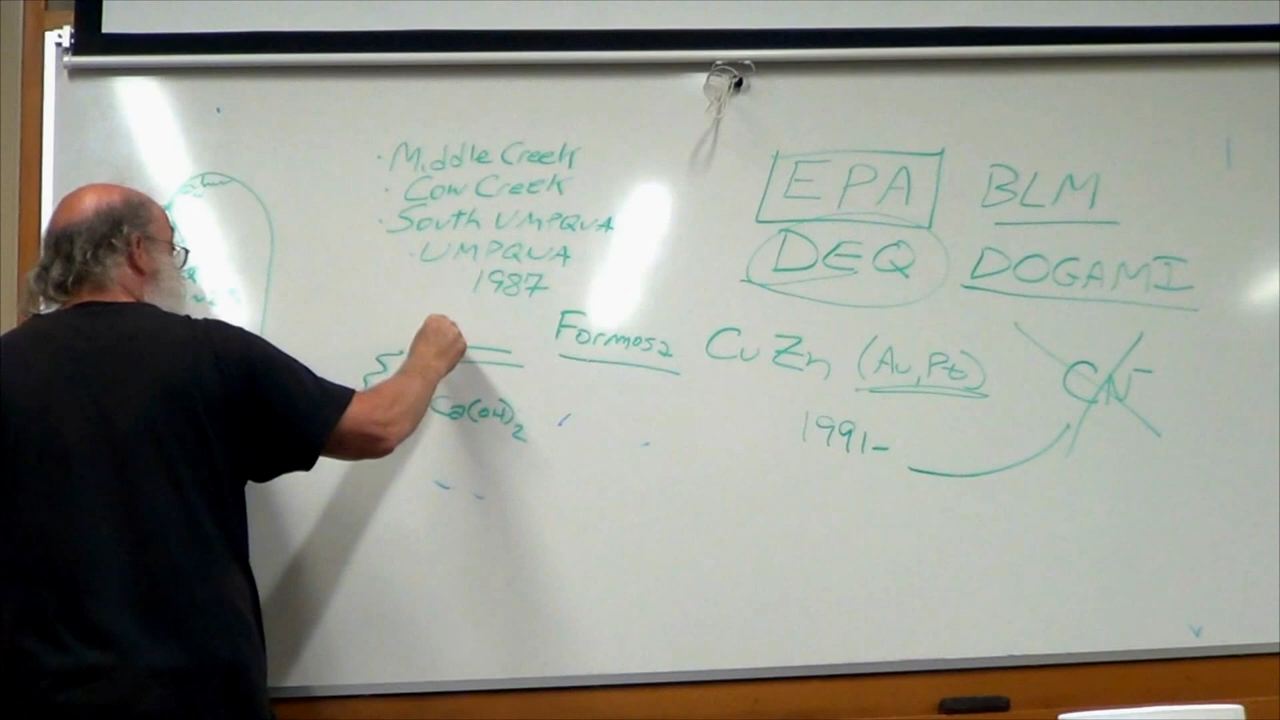 · Middle Creek
· Cow Creek
· South UMPQUA
· UMPQUA
1987
EPA BLM
DEQ DOGAMI
Formosa Cu Zn (Au, Pt)
CN⁻
Ca(OH)₂
1991-